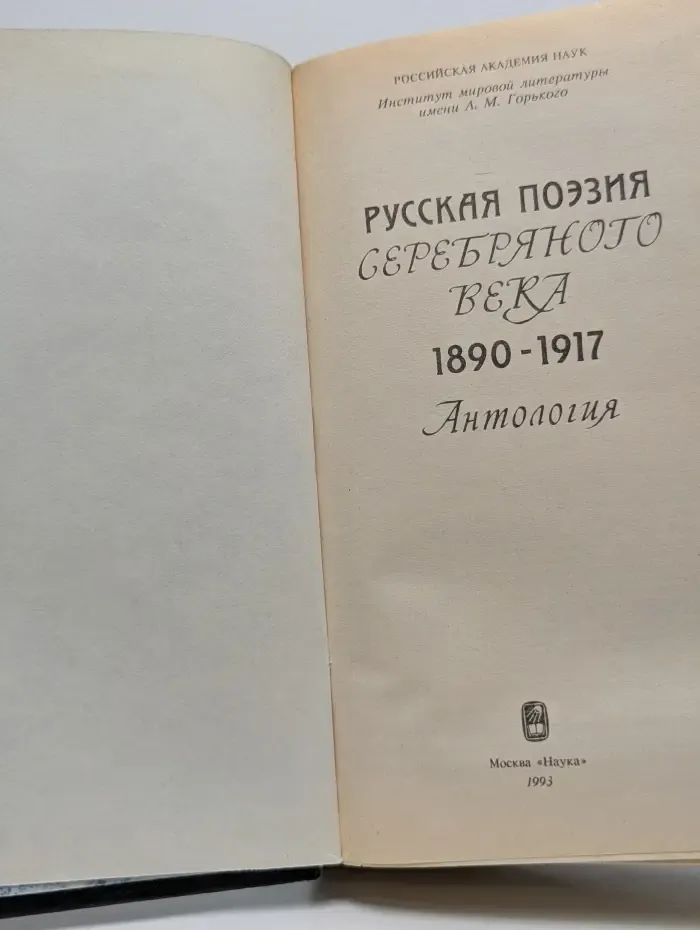 РОССИЙСКАЯ АКАДЕМИЯ НАУК
Институт мировой литературы
имени А. М. Горького
РУССКАЯ ПОЭЗИЯ
СЕРЕБРЯНОГО
ВЕКА
1890-1917
Антология
Москва «Наука»
1993